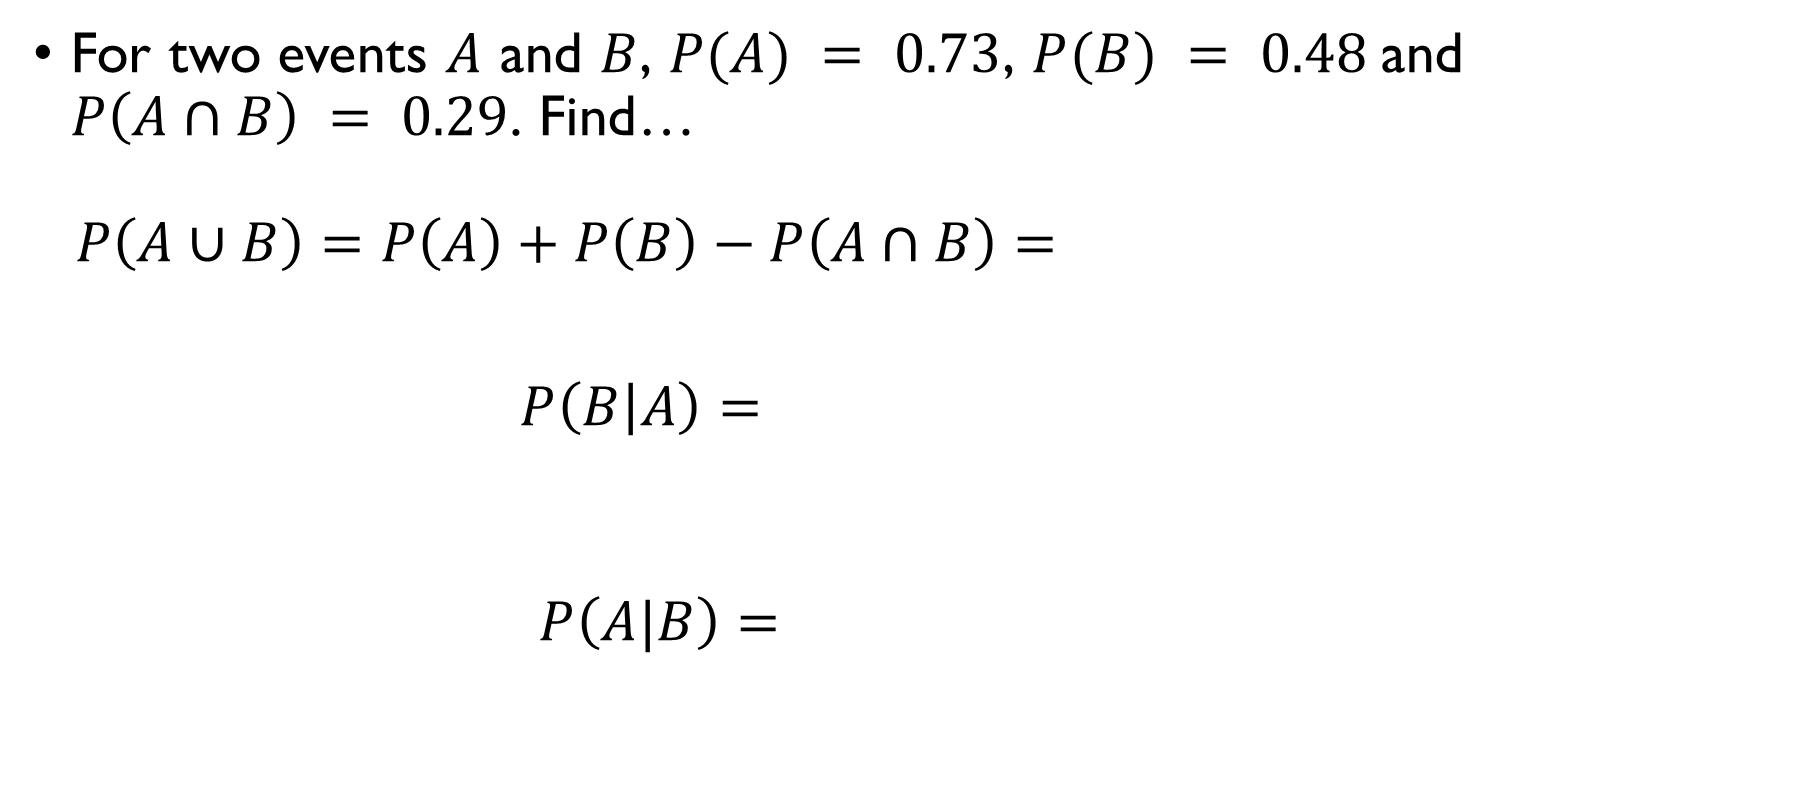 • For two events A and B, P(A) = 0.73, P(B) = 0.48 and
P(A ∩ B) = 0.29. Find…
P(A ∪ B) = P(A) + P(B) − P(A ∩ B) =
P(B|A) =
P(A|B) =